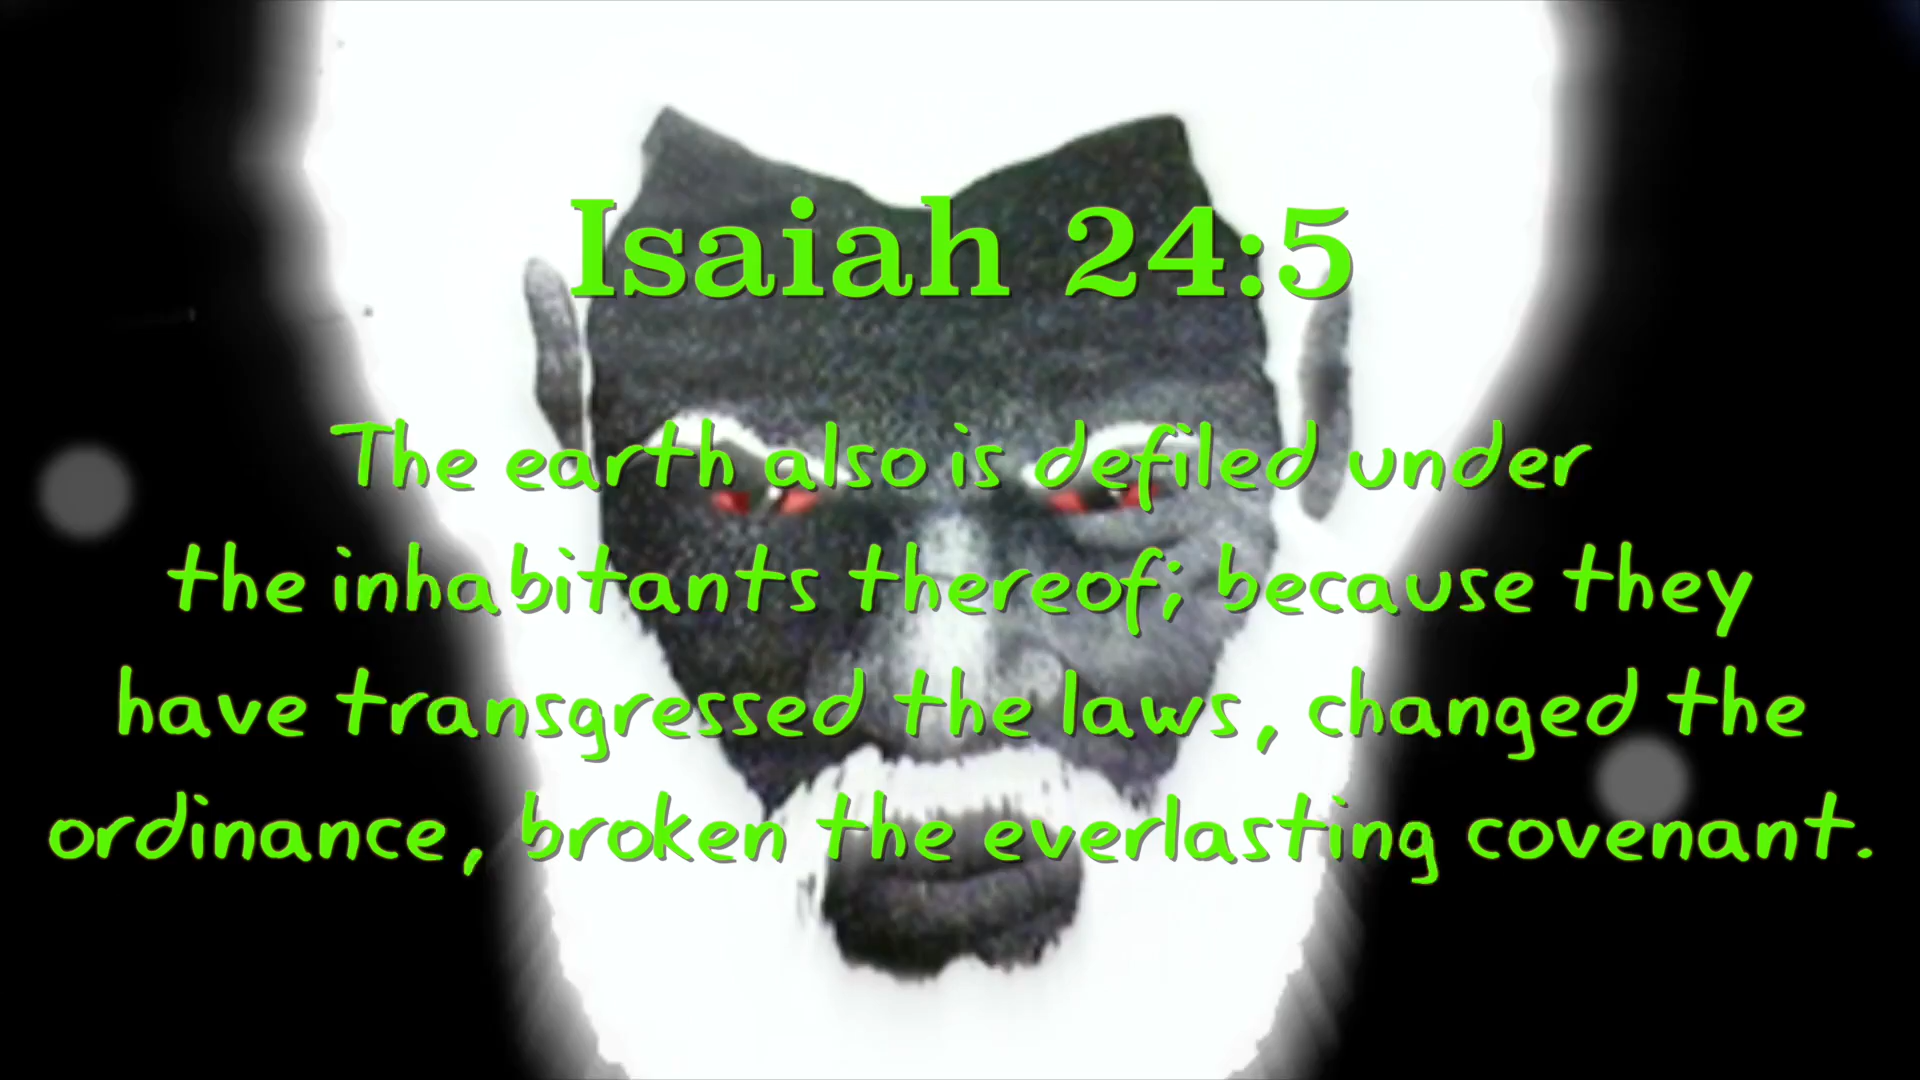 Isaiah 24:5
The earth also is defiled under
the inhabitants thereof; because they
have transgressed the laws, changed the
ordinance, broken the everlasting covenant.